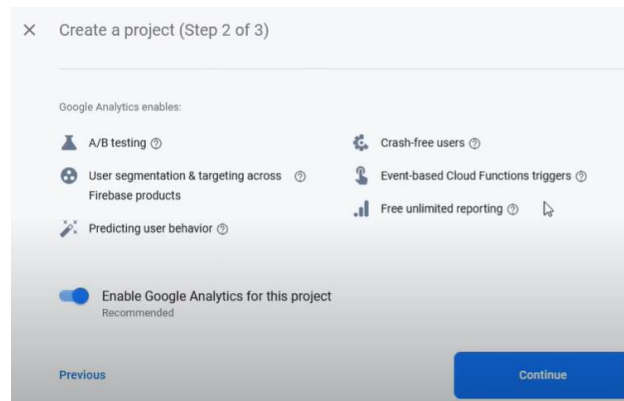 Create a project (Step 2 of 3)
Google Analytics enables:
A/B testing
User segmentation & targeting across
Firebase products
Predicting user behavior
Crash-free users
Event-based Cloud Functions triggers
Free unlimited reporting
Enable Google Analytics for this project
Recommended
Previous
Continue